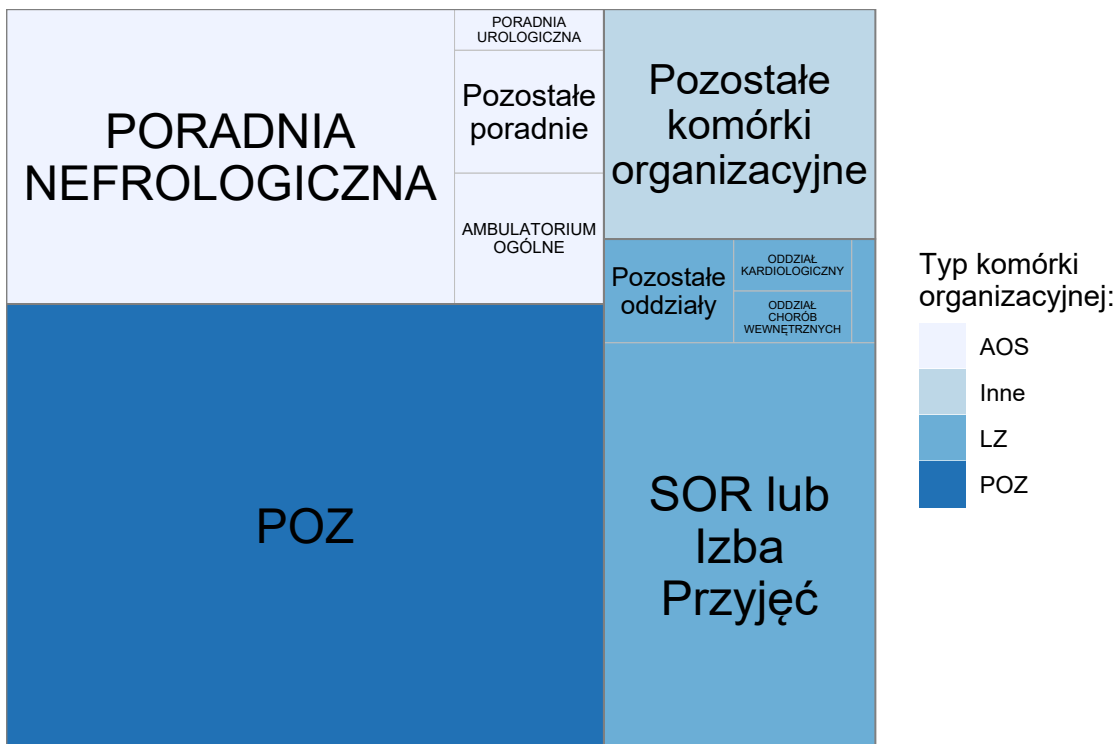 PORADNIA
NEFROLOGICZNA
PORADNIA
UROLOGICZNA
Pozostałe
poradnie
AMBULATORIUM
OGÓLNE
Pozostałe
komórki
organizacyjne
Pozostałe
oddziały
ODDZIAŁ
KARDIOLOGICZNY
ODDZIAŁ
CHORÓB
WEWNĘTRZNYCH
POZ
SOR lub
Izba
Przyjęć
Typ komórki
organizacyjnej:
AOS
Inne
LZ
POZ